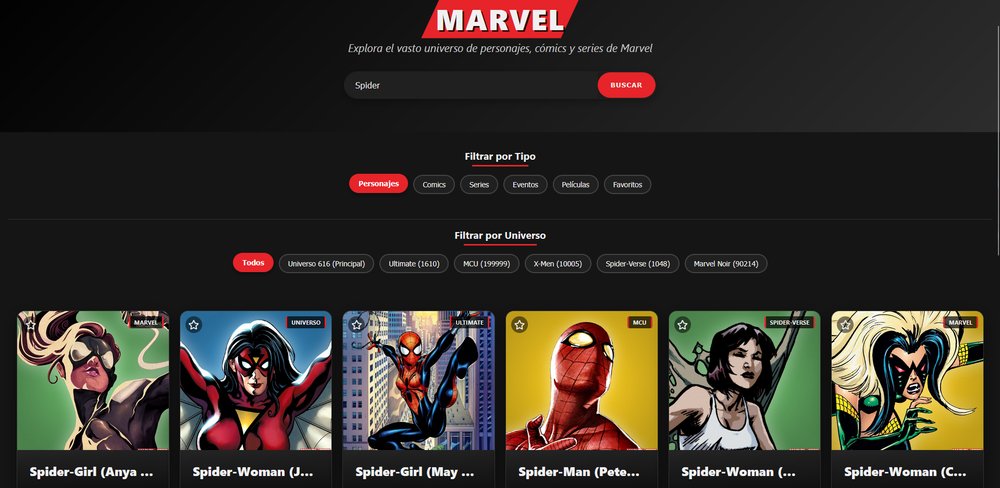 MARVEL
Explora el vasto universo de personajes, cómics y series de Marvel
Spider
BUSCAR
Filtrar por Tipo
Personajes
Comics
Series
Eventos
Películas
Favoritos
Filtrar por Universo
Todos
Universo 616 (Principal)
Ultimate (1610)
MCU (199999)
X-Men (10005)
Spider-Verse (1048)
Marvel Noir (90214)
MARVEL
UNIVERSO
ULTIMATE
MCU
SPIDER-VERSE
MARVEL
Spider-Girl (Anya ...
Spider-Woman (J...
Spider-Girl (May ...
Spider-Man (Pete...
Spider-Woman (...
Spider-Woman (C...